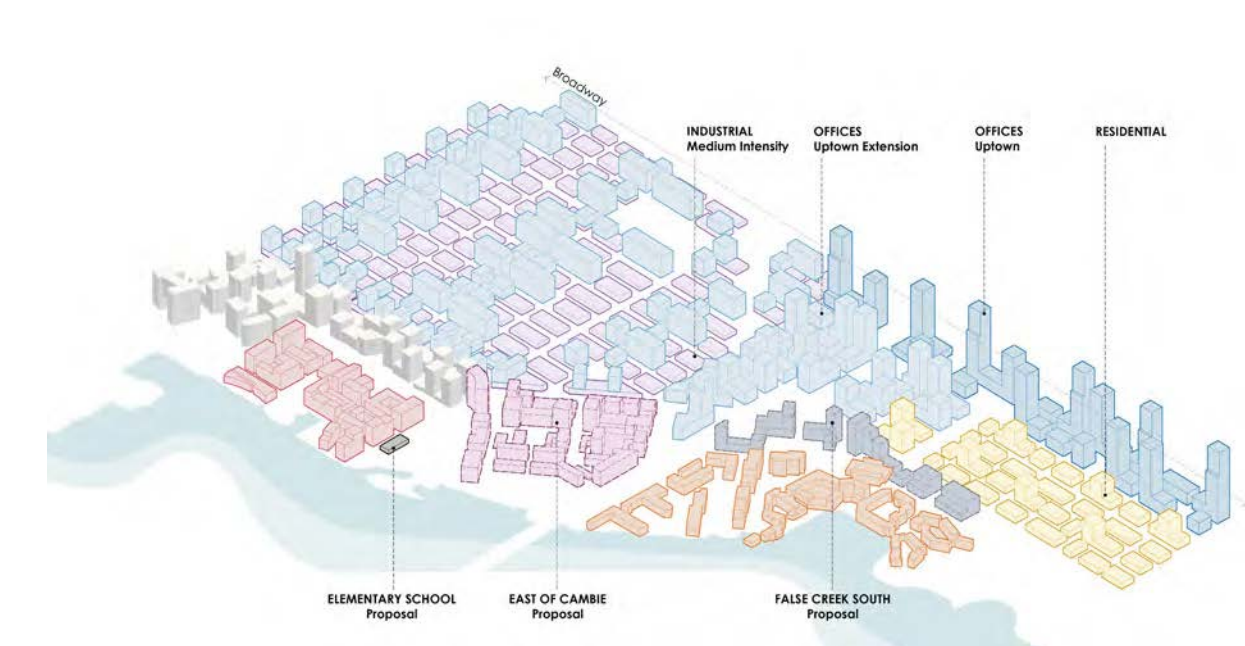 Broadway
INDUSTRIAL
Medium Intensity
OFFICES
Uptown Extension
OFFICES
Uptown
RESIDENTIAL
ELEMENTARY SCHOOL
Proposal
EAST OF CAMBIE
Proposal
FALSE CREEK SOUTH
Proposal